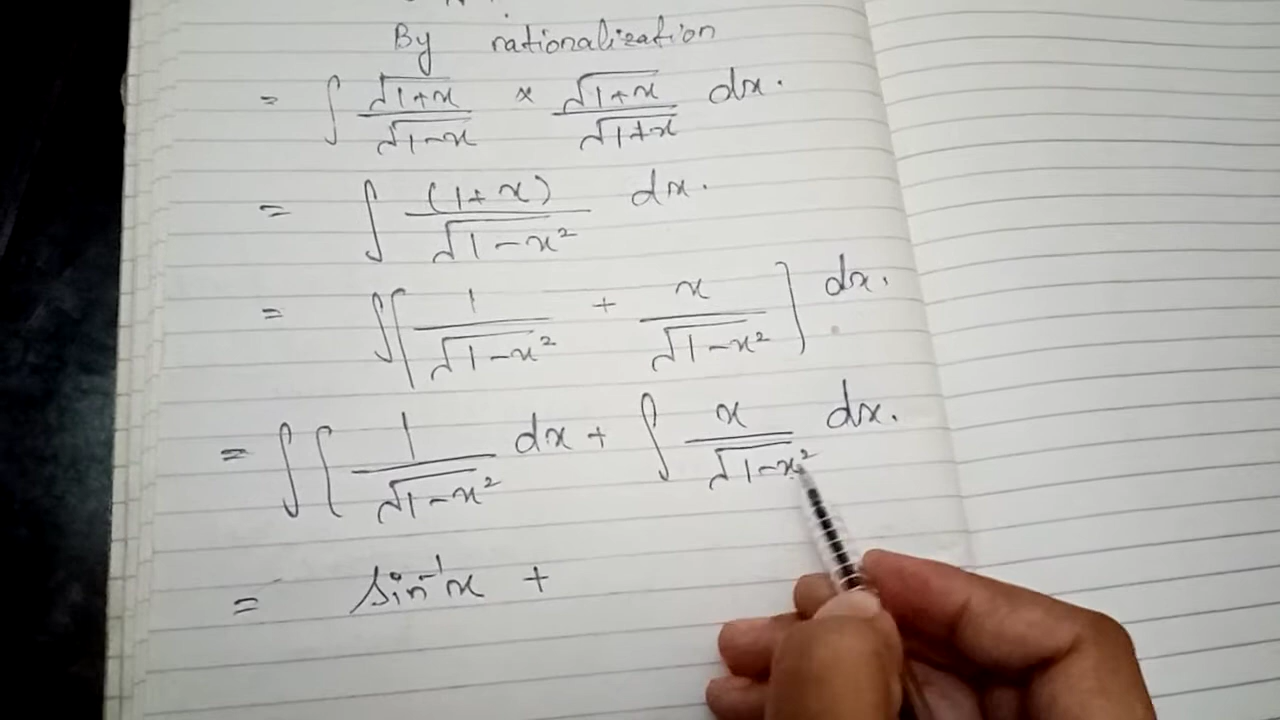 By rationalization
= ∫ √1+x / √1-x × √1+x / √1+x dx.
= ∫ (1+x) / √1-x² dx.
= ∫[ 1 / √1-x² + x / √1-x² ] dx.
= ∫[ 1 / √1-x² dx + ∫ x / √1-x² dx.
= sin⁻¹x +